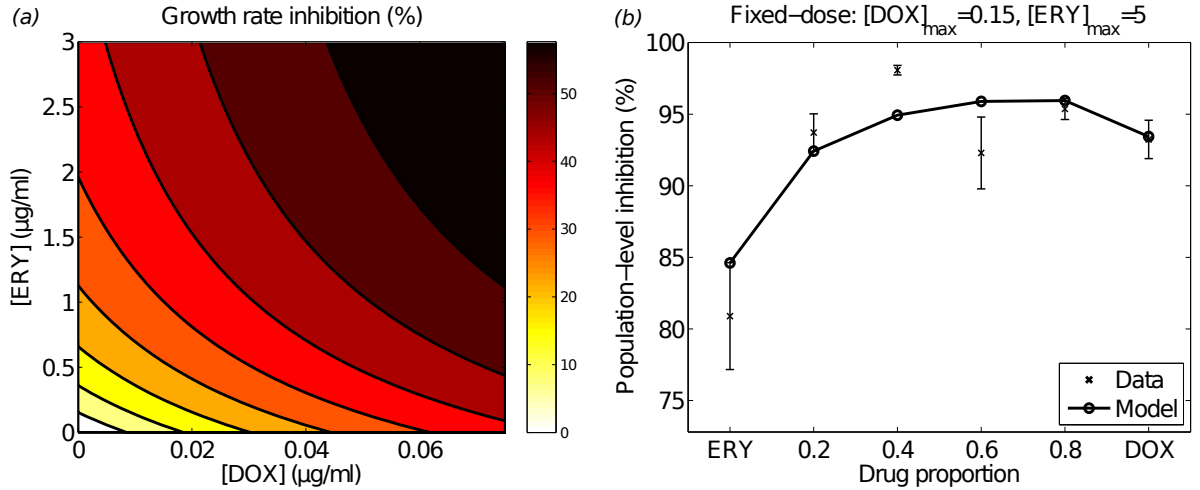 (a)
Growth rate inhibition (%)
3
2.5
2
1.5
1
0.5
0
[ERY] (µg/ml)
0
0.02
0.04
0.06
[DOX] (µg/ml)
50
40
30
20
10
0
(b)
Fixed−dose: [DOX]max=0.15, [ERY]max=5
100
95
90
85
80
75
Population−level inhibition (%)
ERY
0.2
0.4
0.6
0.8
DOX
Drug proportion
Data
Model